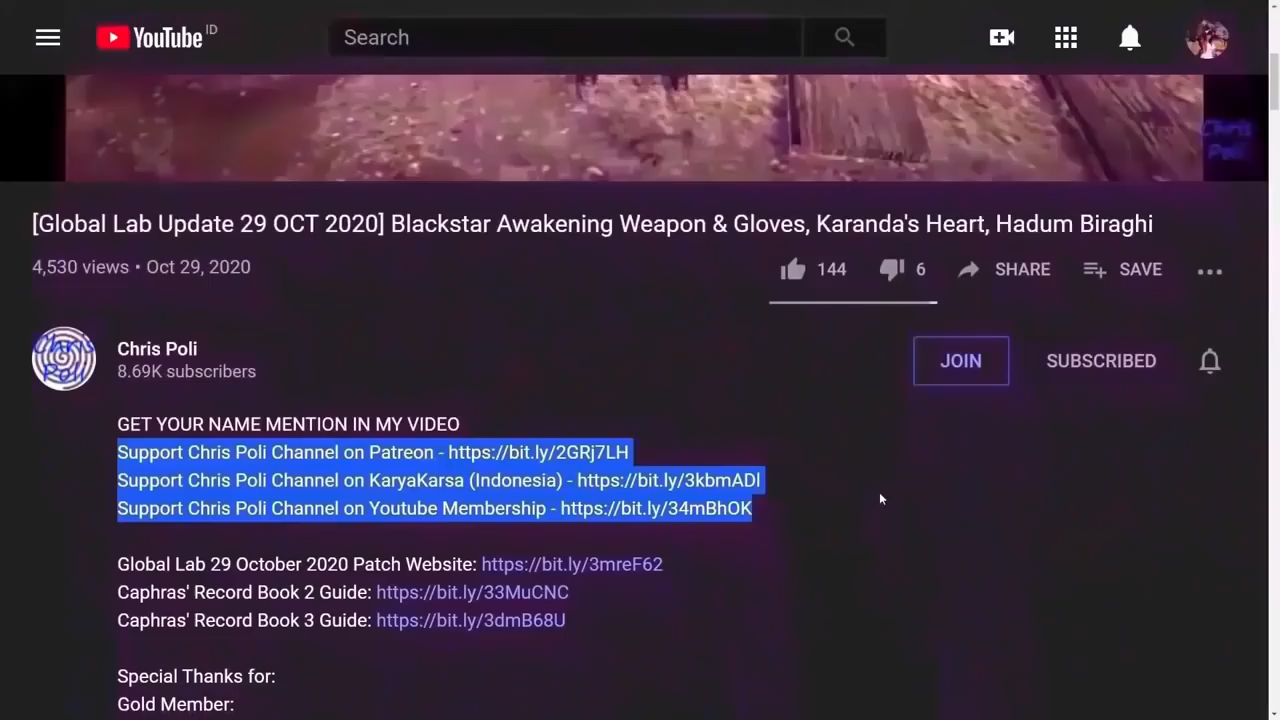 YouTube ID
Search
Chris
Poli
[Global Lab Update 29 OCT 2020] Blackstar Awakening Weapon & Gloves, Karanda's Heart, Hadum Biraghi
4,530 views • Oct 29, 2020
144 6 SHARE SAVE
Chris Poli
Chris Poli
8.69K subscribers
JOIN SUBSCRIBED
GET YOUR NAME MENTION IN MY VIDEO
Support Chris Poli Channel on Patreon - https://bit.ly/2GRj7LH
Support Chris Poli Channel on KaryaKarsa (Indonesia) - https://bit.ly/3kbmADl
Support Chris Poli Channel on Youtube Membership - https://bit.ly/34mBhOK
Global Lab 29 October 2020 Patch Website: https://bit.ly/3mreF62
Caphras' Record Book 2 Guide: https://bit.ly/33MuCNC
Caphras' Record Book 3 Guide: https://bit.ly/3dmB68U
Special Thanks for:
Gold Member: